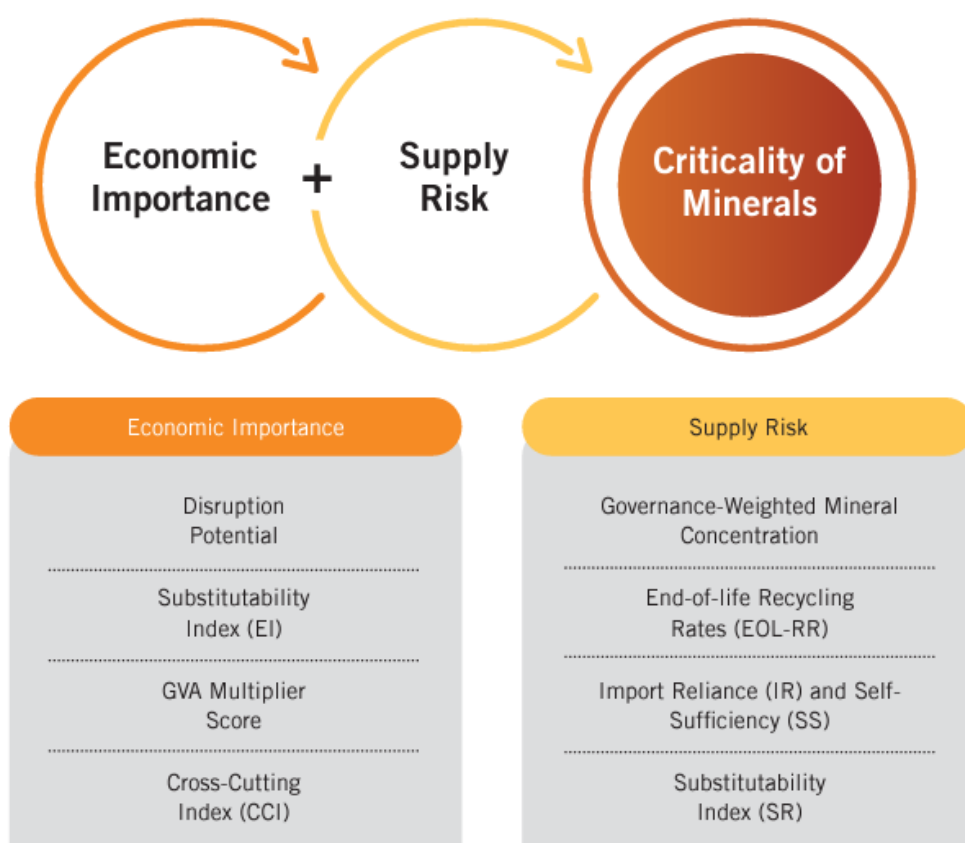 Economic
Importance
+
Supply
Risk
Criticality of
Minerals
Economic Importance
Disruption
Potential
Substitutability
Index (EI)
GVA Multiplier
Score
Cross-Cutting
Index (CCI)
Supply Risk
Governance-Weighted Mineral
Concentration
End-of-life Recycling
Rates (EOL-RR)
Import Reliance (IR) and Self-
Sufficiency (SS)
Substitutability
Index (SR)